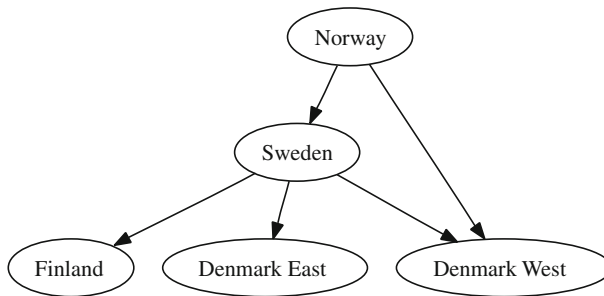 Norway
Sweden
Finland
Denmark East
Denmark West